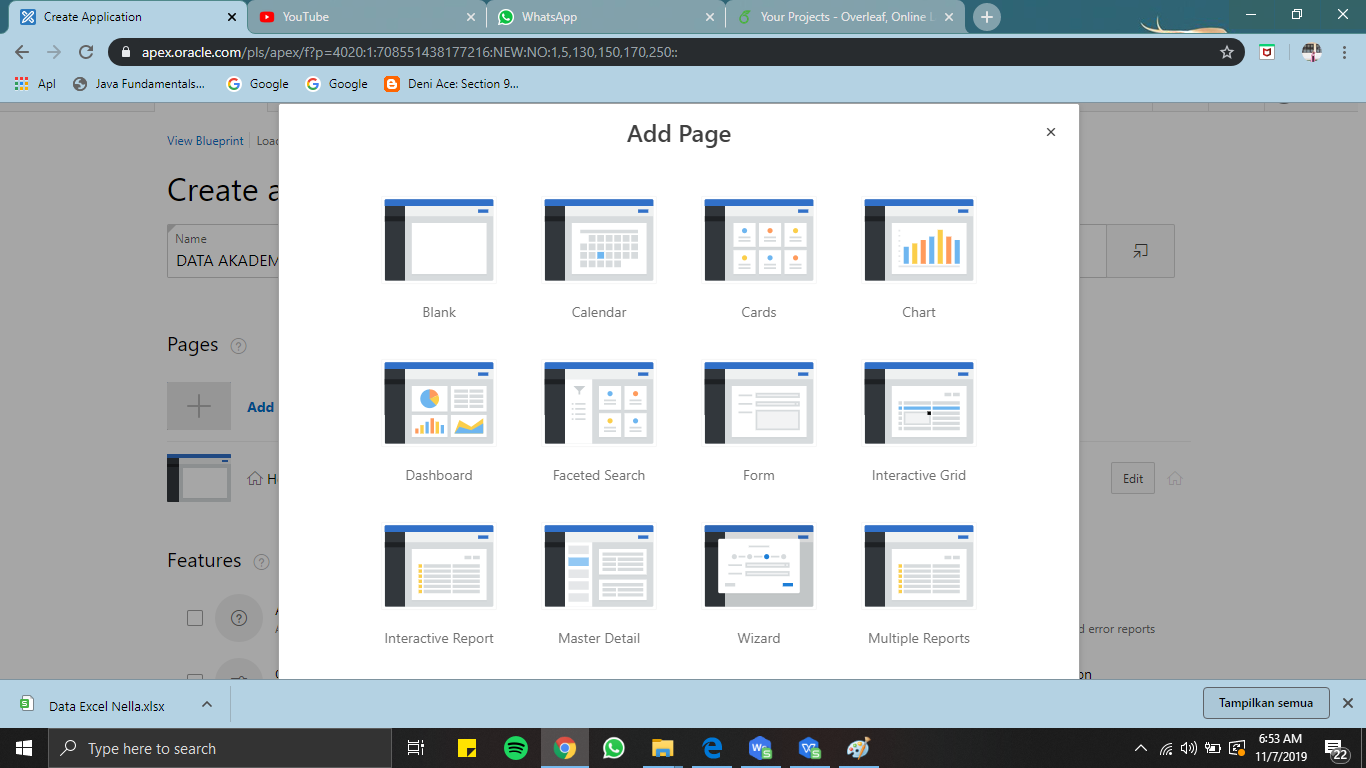 Create Application
YouTube
WhatsApp
Your Projects - Overleaf, Online
apex.oracle.com/pls/apex/f?p=4020:1:708551438177216:NEW:NO:1,5,130,150,170,250::
Apl
Java Fundamentals...
Google
Google
Deni Ace: Section 9...
View Blueprint
Add Page
Create a
Name
DATA AKADEM
Blank
Calendar
Cards
Chart
Pages
Add
Dashboard
Faceted Search
Form
Interactive Grid
Edit
Features
Interactive Report
Master Detail
Wizard
Multiple Reports
d error reports
on
Data Excel Nella.xlsx
Tampilkan semua
Type here to search
6:53 AM
11/7/2019
22